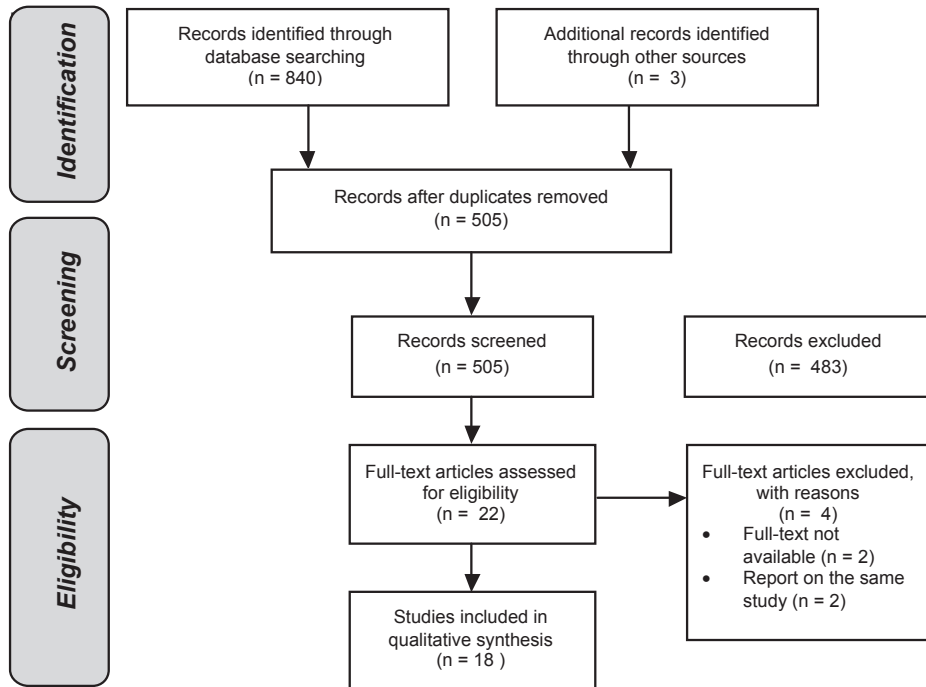 Identification
Records identified through
database searching
(n = 840)
Additional records identified
through other sources
(n = 3)
Records after duplicates removed
(n = 505)
Screening
Records screened
(n = 505)
Records excluded
(n = 483)
Eligibility
Full-text articles assessed
for eligibility
(n = 22)
Full-text articles excluded,
with reasons
(n = 4)
• Full-text not
available (n = 2)
• Report on the same
study (n = 2)
Studies included in
qualitative synthesis
(n = 18 )